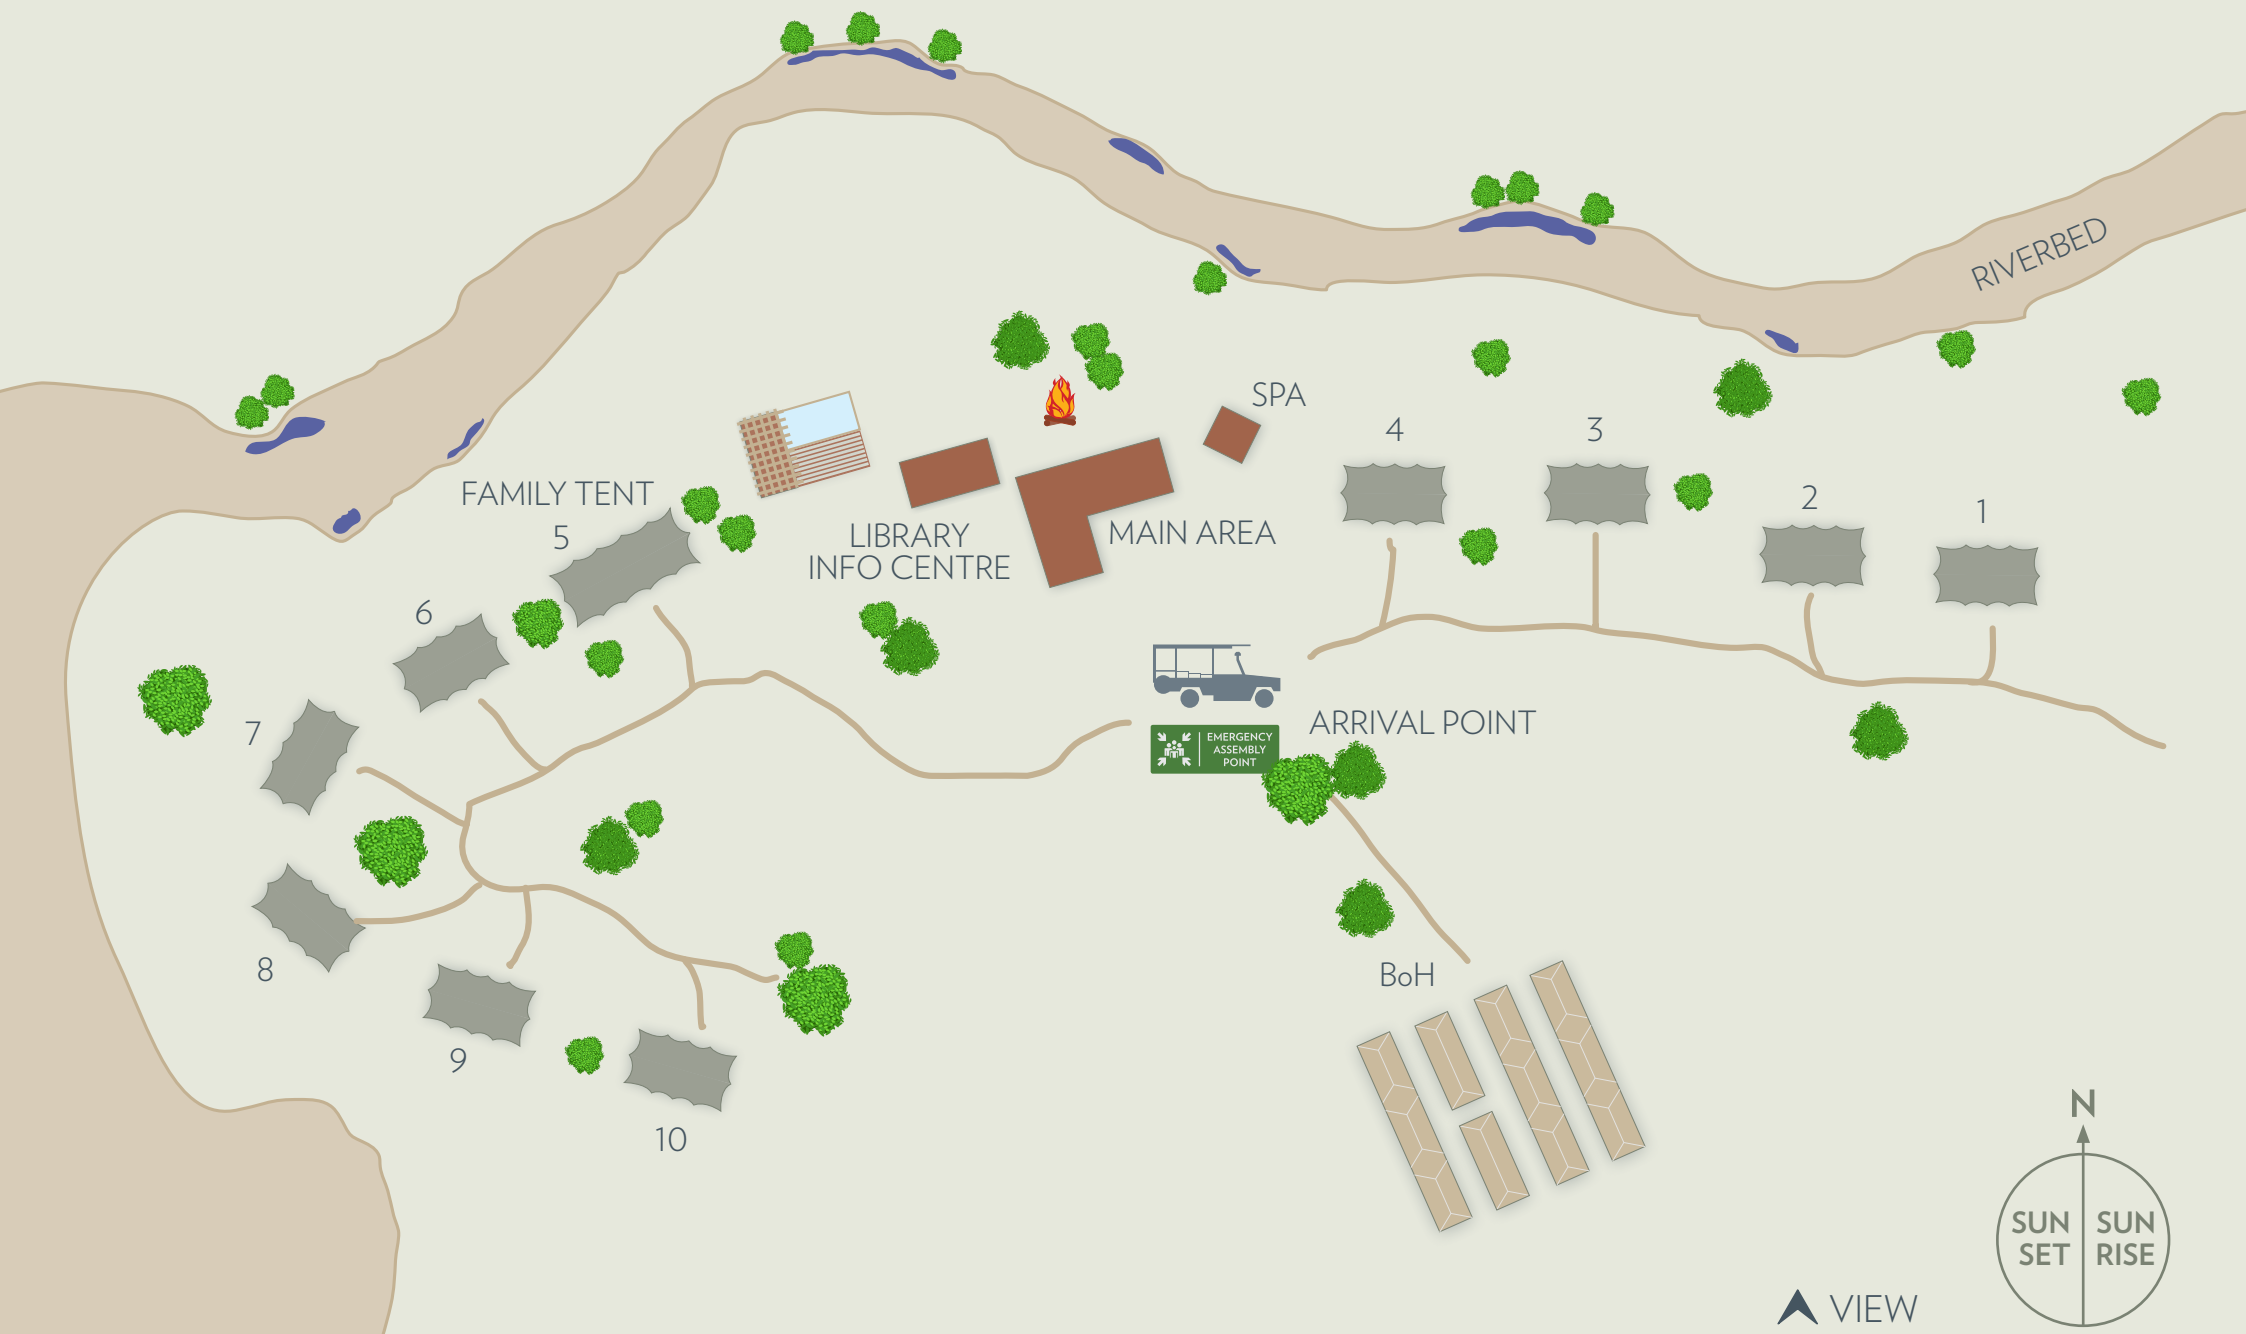 RIVERBED
SPA
4
3
2
1
FAMILY TENT
5
LIBRARY
INFO CENTRE
MAIN AREA
6
7
ARRIVAL POINT
EMERGENCY
ASSEMBLY
POINT
8
BoH
9
10
N
SUN SET
SUN RISE
VIEW